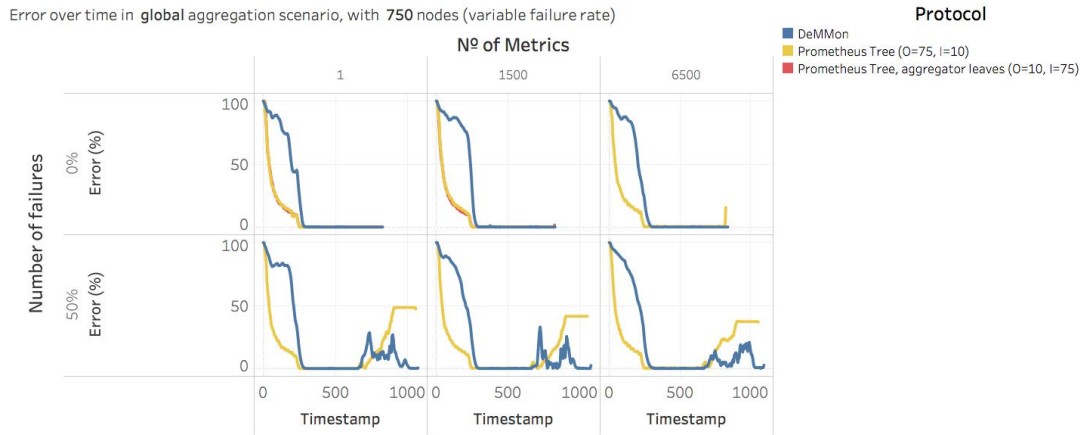 Error over time in global aggregation scenario, with 750 nodes (variable failure rate)
Protocol
DeMMon
Prometheus Tree (O=75, I=10)
Prometheus Tree, aggregator leaves (O=10, I=75)
Nº of Metrics
1 1500 6500
Number of failures
0%
Error (%)
100
50
0
50%
Error (%)
100
50
0
0 500 1000 0 500 1000 0 500 1000
Timestamp Timestamp Timestamp